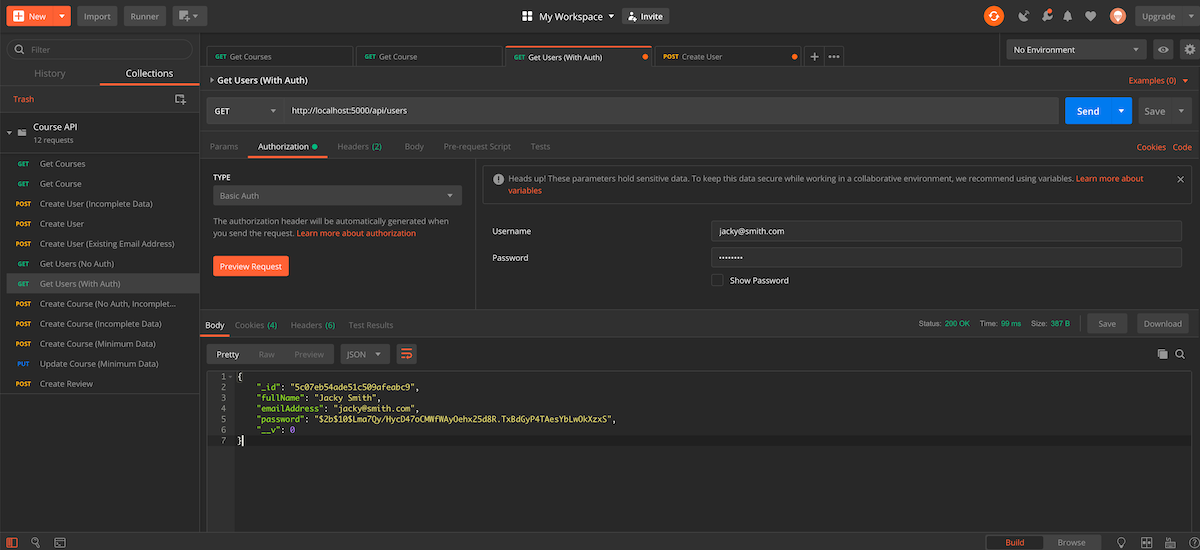 New
Import
Runner
My Workspace
Invite
Upgrade
Filter
History
Collections
Trash
Course API
12 requests
GET Get Courses
GET Get Course
POST Create User (Incomplete Data)
POST Create User
POST Create User (Existing Email Address)
GET Get Users (No Auth)
GET Get Users (With Auth)
POST Create Course (No Auth, Incomplet...
POST Create Course (Incomplete Data)
POST Create Course (Minimum Data)
PUT Update Course (Minimum Data)
POST Create Review
GET Get Courses
GET Get Course
GET Get Users (With Auth)
POST Create User
No Environment
Get Users (With Auth)
Examples (0)
GET http://localhost:5000/api/users
Send
Save
Params Authorization Headers (2) Body Pre-request Script Tests
Cookies Code
TYPE
Basic Auth
The authorization header will be automatically generated when
you send the request. Learn more about authorization
Preview Request
Heads up! These parameters hold sensitive data. To keep this data secure while working in a collaborative environment, we recommend using variables. Learn more about
variables
Username jacky@smith.com
Password ••••••••
Show Password
Body Cookies (4) Headers (6) Test Results
Status: 200 OK Time: 99 ms Size: 387 B
Save
Download
Pretty Raw Preview JSON
1 {
2 "_id": "5c07eb54ade51c509afeabc9",
3 "fullName": "Jacky Smith",
4 "emailAddress": "jacky@smith.com",
5 "password": "$2b$10$Lma7Qy/HycD47oCMWfWAyOehxZ5d8R.TxBdGyP4TAesYbLwOkXzxS",
6 "__v": 0
7 }
Build
Browse